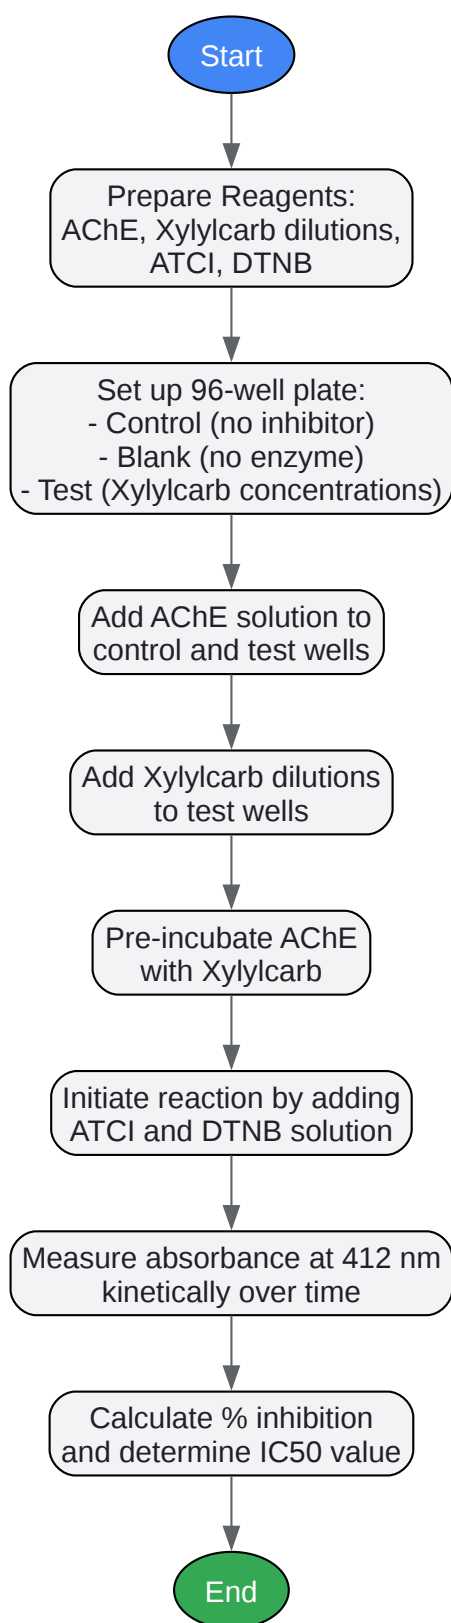 Start
Prepare Reagents:
AChE, Xylylcarb dilutions,
ATCI, DTNB
Set up 96-well plate:
- Control (no inhibitor)
- Blank (no enzyme)
- Test (Xylylcarb concentrations)
Add AChE solution to
control and test wells
Add Xylylcarb dilutions
to test wells
Pre-incubate AChE
with Xylylcarb
Initiate reaction by adding
ATCI and DTNB solution
Measure absorbance at 412 nm
kinetically over time
Calculate % inhibition
and determine IC50 value
End